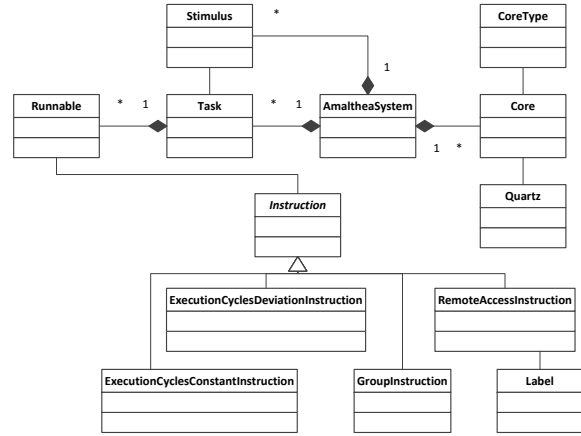 Stimulus
*
CoreType
1
Runnable
*
1
Task
*
1
AmaltheaSystem
Core
1
*
Instruction
Quartz
ExecutionCyclesDeviationInstruction
RemoteAccessInstruction
ExecutionCyclesConstantInstruction
GroupInstruction
Label